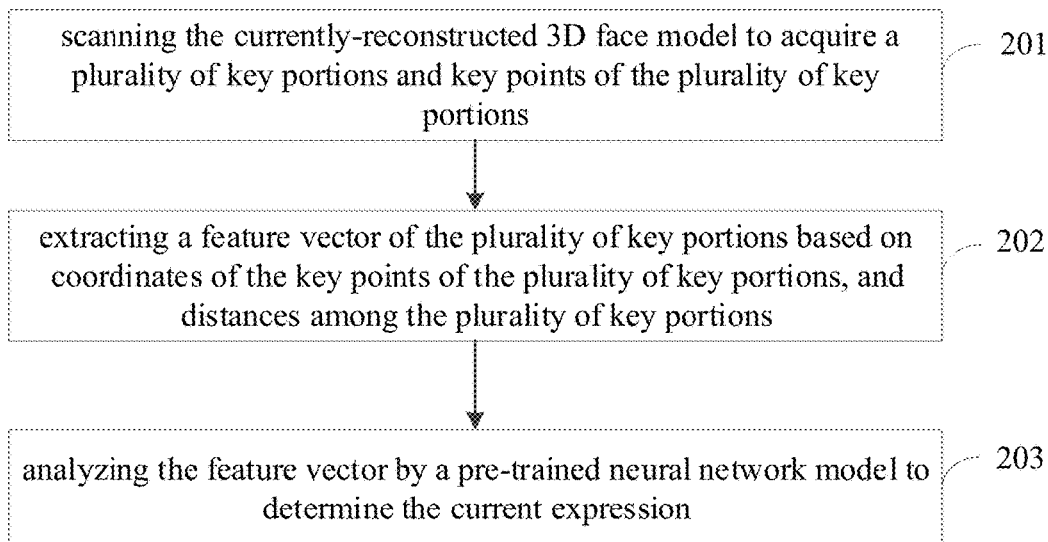 scanning the currently-reconstructed 3D face model to acquire a
plurality of key portions and key points of the plurality of key
portions
201
extracting a feature vector of the plurality of key portions based on
coordinates of the key points of the plurality of key portions, and
distances among the plurality of key portions
202
analyzing the feature vector by a pre-trained neural network model to
determine the current expression
203